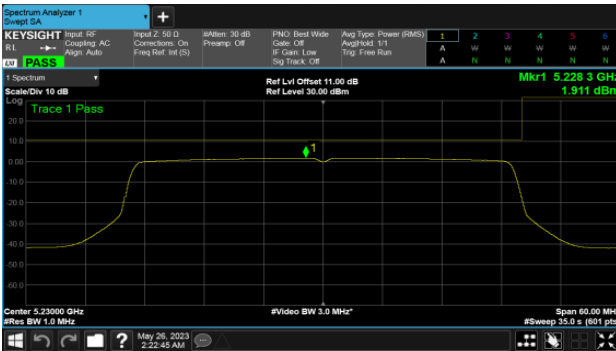 Spectrum Analyzer 1
Swept SA
KEYSIGHT Input: RF Input Z: 50 Ω #Atten: 30 dB PNO: Best Wide Avg Type: Power (RMS) 1 2 3 4 5 6
RL Coupling: AC Corrections: On Preamp: Off Gate: Off Avg|Hold: 1/1 A W W W W W
Align: Auto Freq Ref: Int (S) IF Gain: Low Trig: Free Run
PASS Sig Track: Off A N N N N N
1 Spectrum Ref Lvl Offset 11.00 dB Mkr1 5.228 3 GHz
Scale/Div 10 dB Ref Level 30.00 dBm 1.911 dBm
Log
Trace 1 Pass
20.0
10.0
1
0.00
-10.0
-20.0
-30.0
-40.0
-50.0
-60.0
Center 5.23000 GHz #Video BW 3.0 MHz* Span 60.00 MHz
#Res BW 1.0 MHz #Sweep 35.0 s (601 pts)
? May 26, 2023
2:22:45 AM